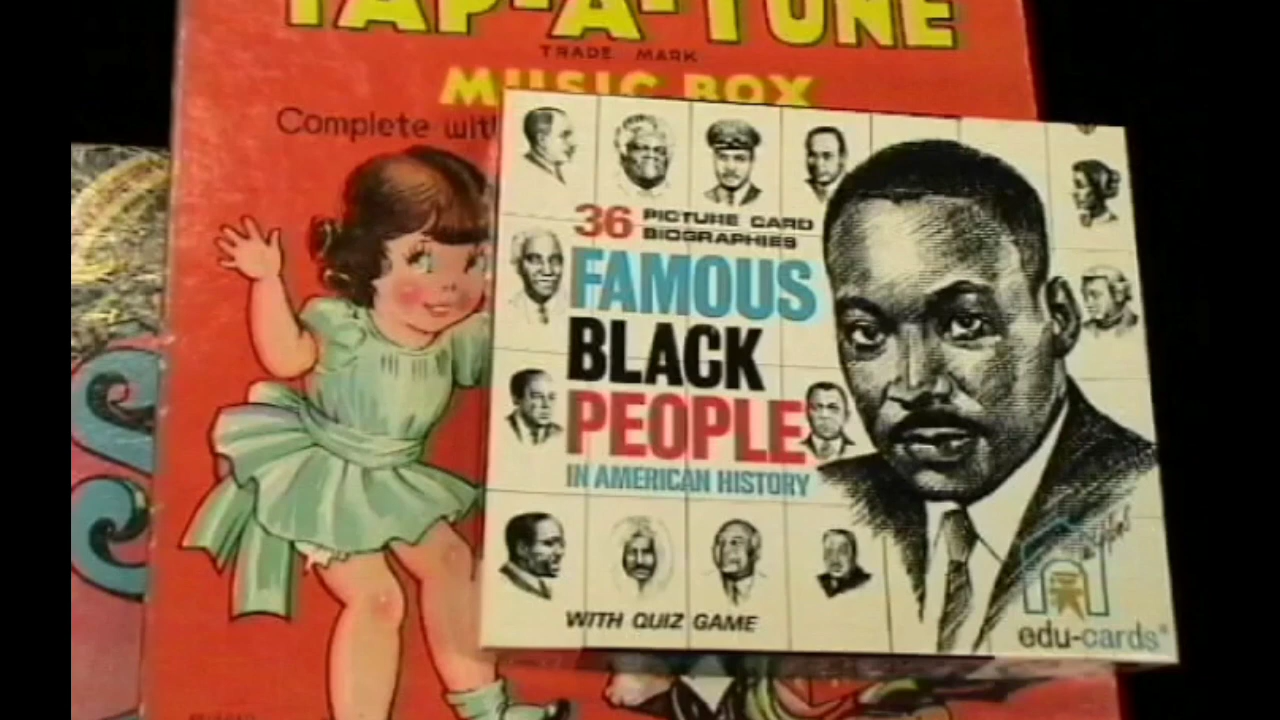 TAP-A-TUNE
TRADE MARK
MUSIC BOX
Complete with
36 PICTURE CARD
BIOGRAPHIES
FAMOUS
BLACK
PEOPLE
IN AMERICAN HISTORY
WITH QUIZ GAME
edu-cards®